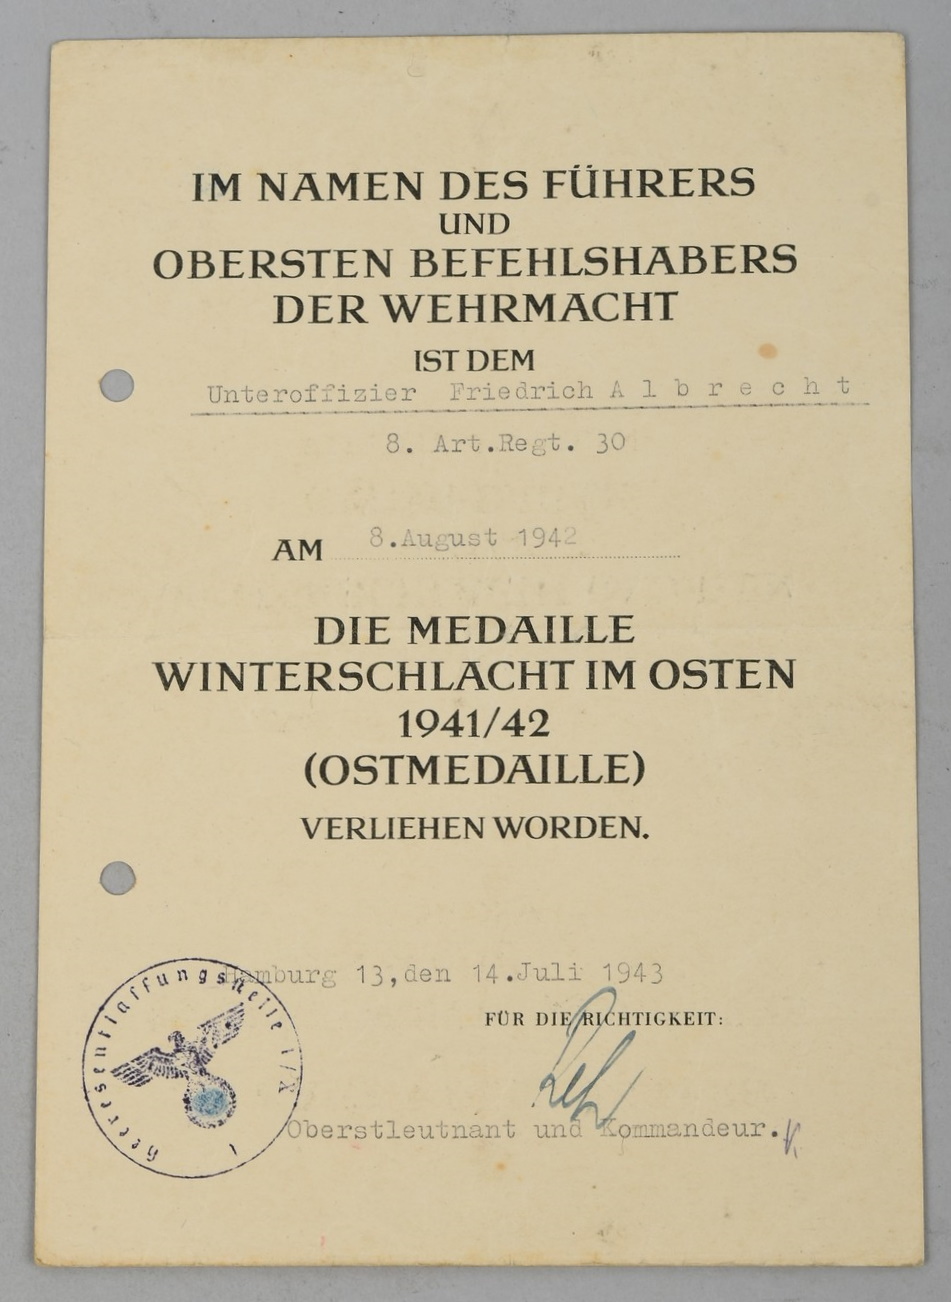 IM NAMEN DES FÜHRERS
UND
OBERSTEN BEFEHLSHABERS
DER WEHRMACHT
IST DEM
Unteroffizier Friedrich A l b r e c h t
8. Art.Regt. 30
AM 8.August 1942
DIE MEDAILLE
WINTERSCHLACHT IM OSTEN
1941/42
(OSTMEDAILLE)
VERLIEHEN WORDEN.
Hamburg 13,den 14.Juli 1943
FÜR DIE RICHTIGKEIT:
Oberstleutnant und Kommandeur.
Heeresentlassungsstelle 1/X